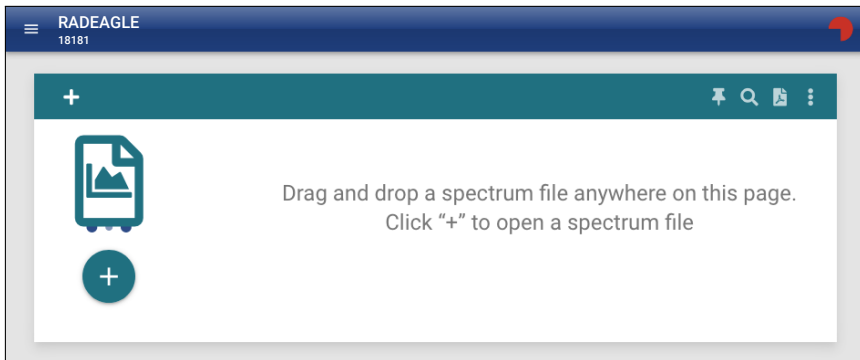 RADEAGLE
18181
Drag and drop a spectrum file anywhere on this page.
Click “+” to open a spectrum file